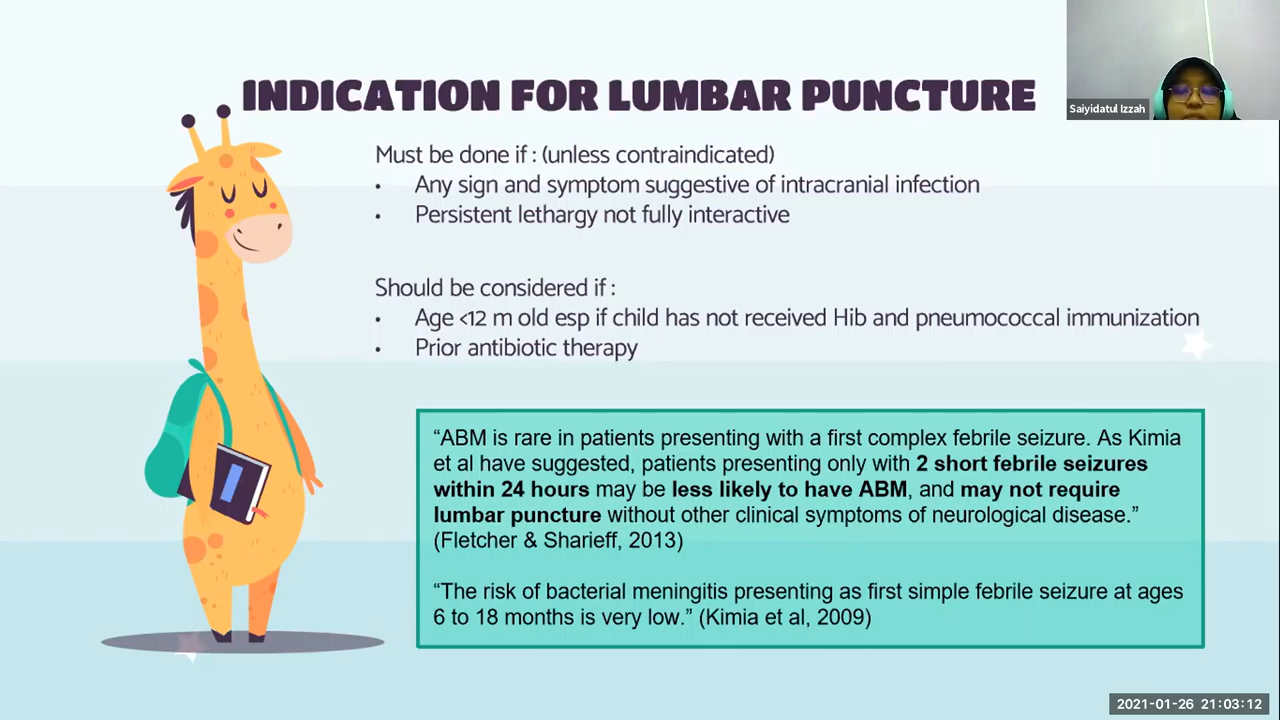 INDICATION FOR LUMBAR PUNCTURE
Saiyidatul Izzah
Must be done if : (unless contraindicated)
• Any sign and symptom suggestive of intracranial infection
• Persistent lethargy not fully interactive
Should be considered if :
• Age <12 m old esp if child has not received Hib and pneumococcal immunization
• Prior antibiotic therapy
“ABM is rare in patients presenting with a first complex febrile seizure. As Kimia
et al have suggested, patients presenting only with 2 short febrile seizures
within 24 hours may be less likely to have ABM, and may not require
lumbar puncture without other clinical symptoms of neurological disease.”
(Fletcher & Sharieff, 2013)
“The risk of bacterial meningitis presenting as first simple febrile seizure at ages
6 to 18 months is very low.” (Kimia et al, 2009)
2021-01-26 21:03:12